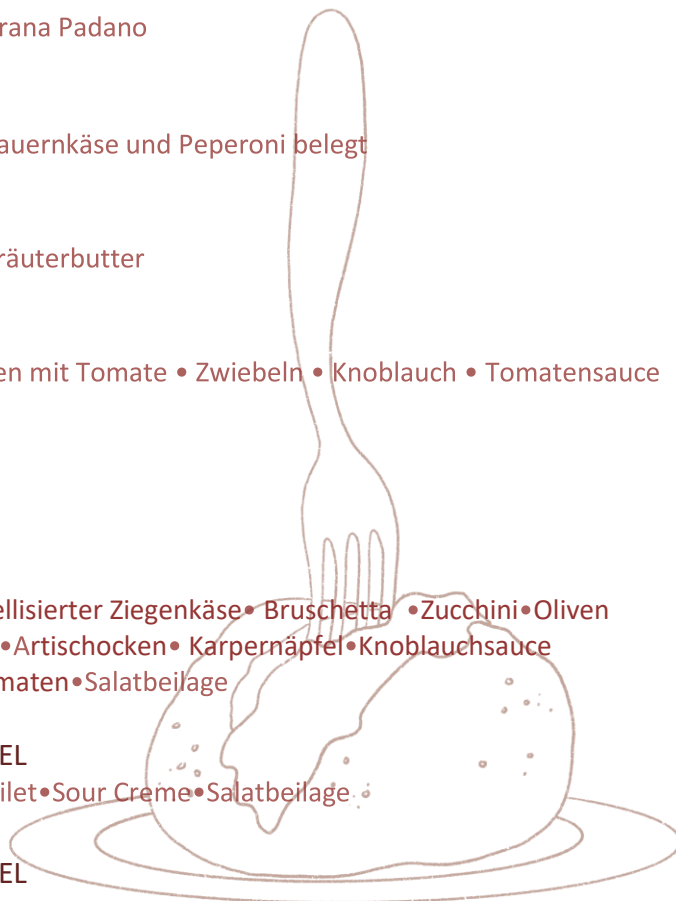 rana Padano
auernkäse und Peperoni belegt
räuterbutter
en mit Tomate • Zwiebeln • Knoblauch • Tomatensauce
ellisierter Ziegenkäse• Bruschetta •Zucchini•Oliven
•Artischocken• Karpernäpfel•Knoblauchsauce
maten•Salatbeilage
EL
ilet•Sour Creme•Salatbeilage
EL